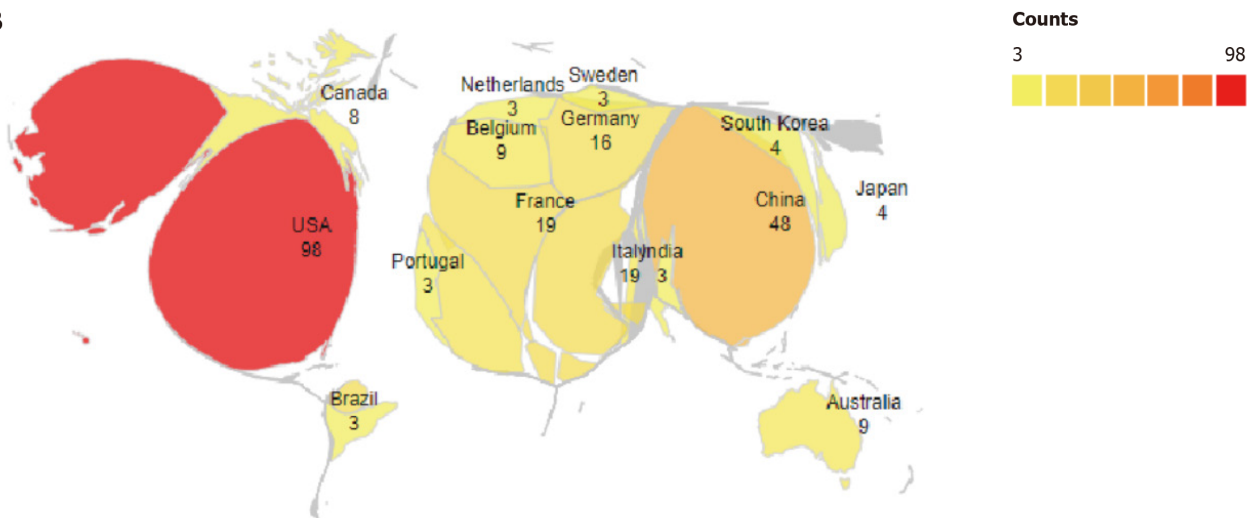 Counts
3 98
Canada
8
Netherlands
3
Sweden
3
Belgium
9
Germany
16
South Korea
4
Japan
4
USA
98
France
19
China
48
Portugal
3
Italy
19
India
3
Brazil
3
Australia
9